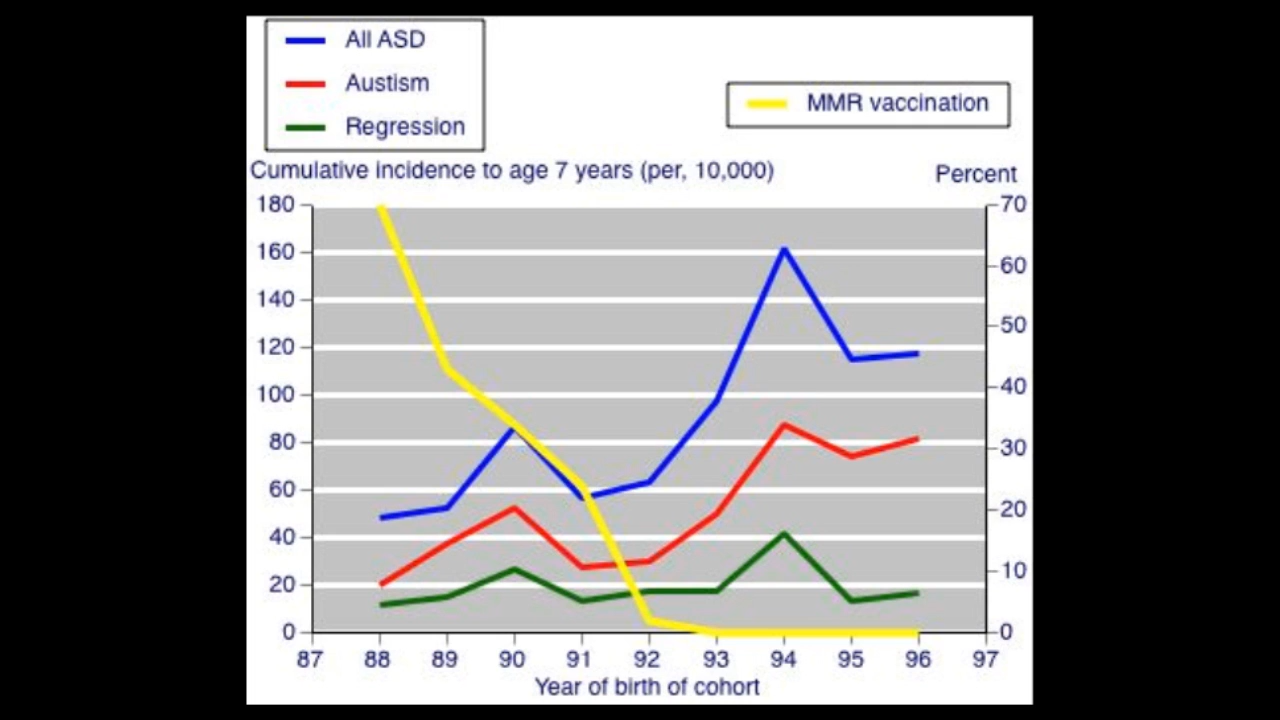 All ASD
Austism
Regression
MMR vaccination
Cumulative incidence to age 7 years (per, 10,000)
Percent
180
160
140
120
100
80
60
40
20
0
70
60
50
40
30
20
10
0
87 88 89 90 91 92 93 94 95 96 97
Year of birth of cohort